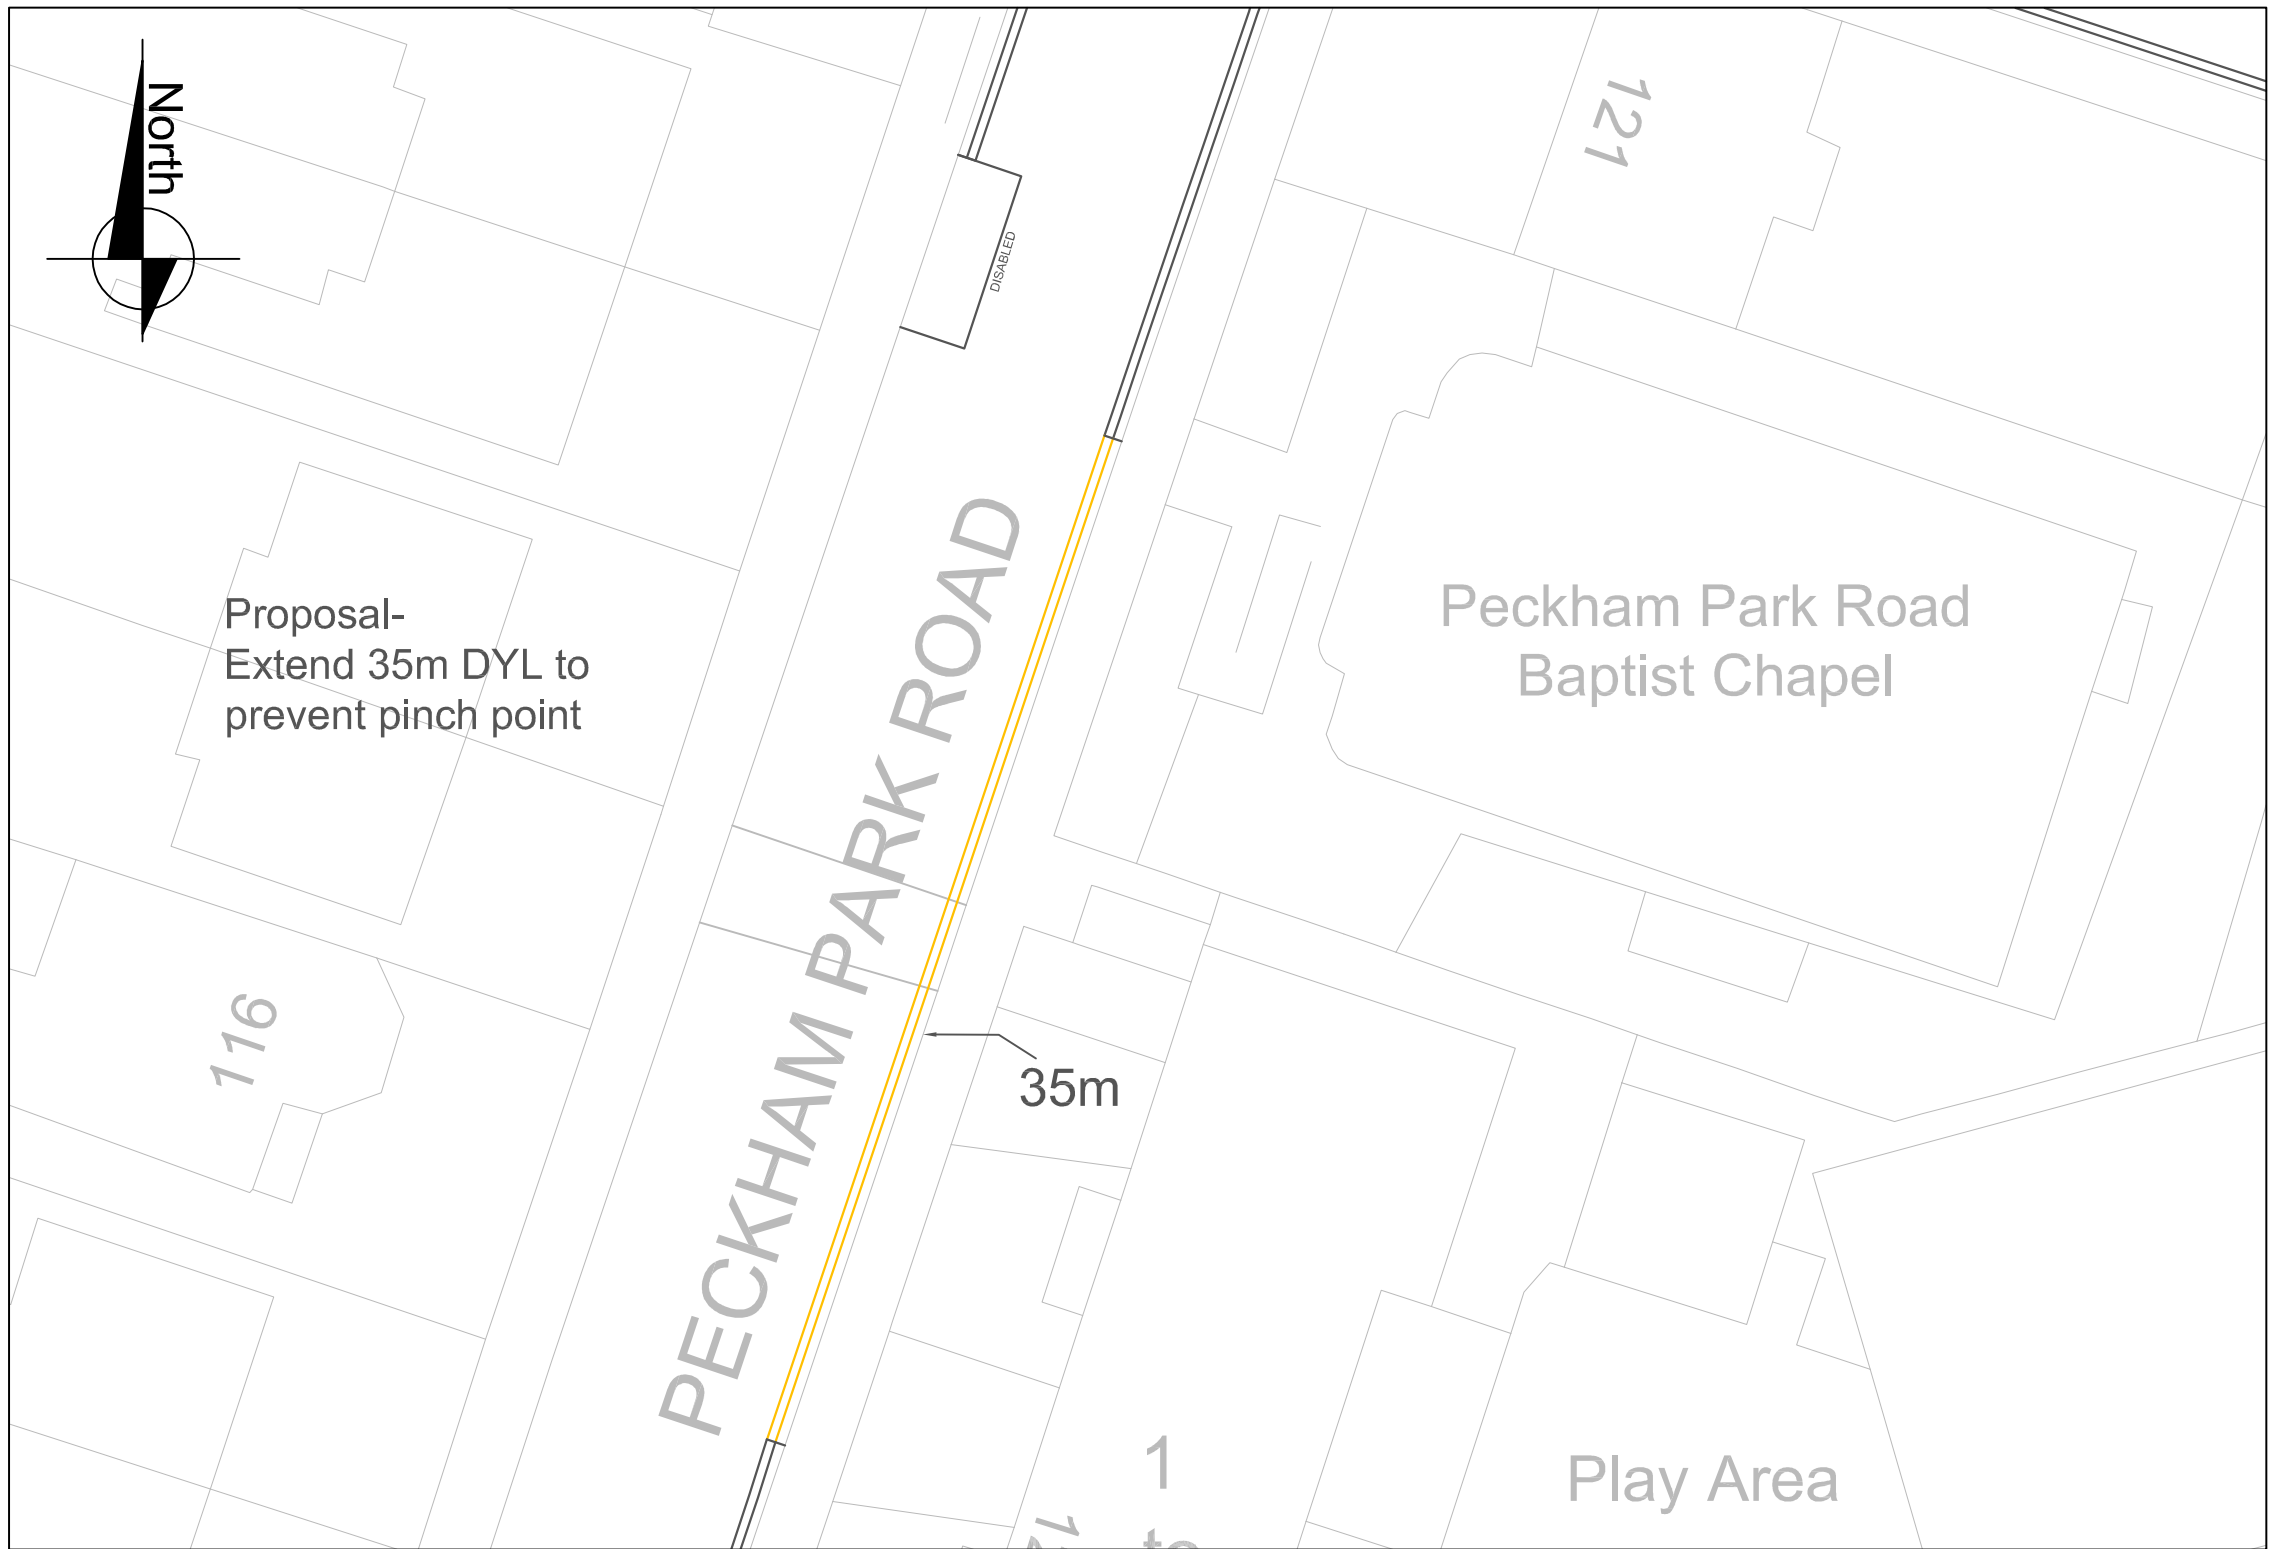 North
121
DISABLED
PECKHAM PARK ROAD
Proposal-
Extend 35m DYL to
prevent pinch point
Peckham Park Road
Baptist Chapel
116
35m
1
to
Play Area